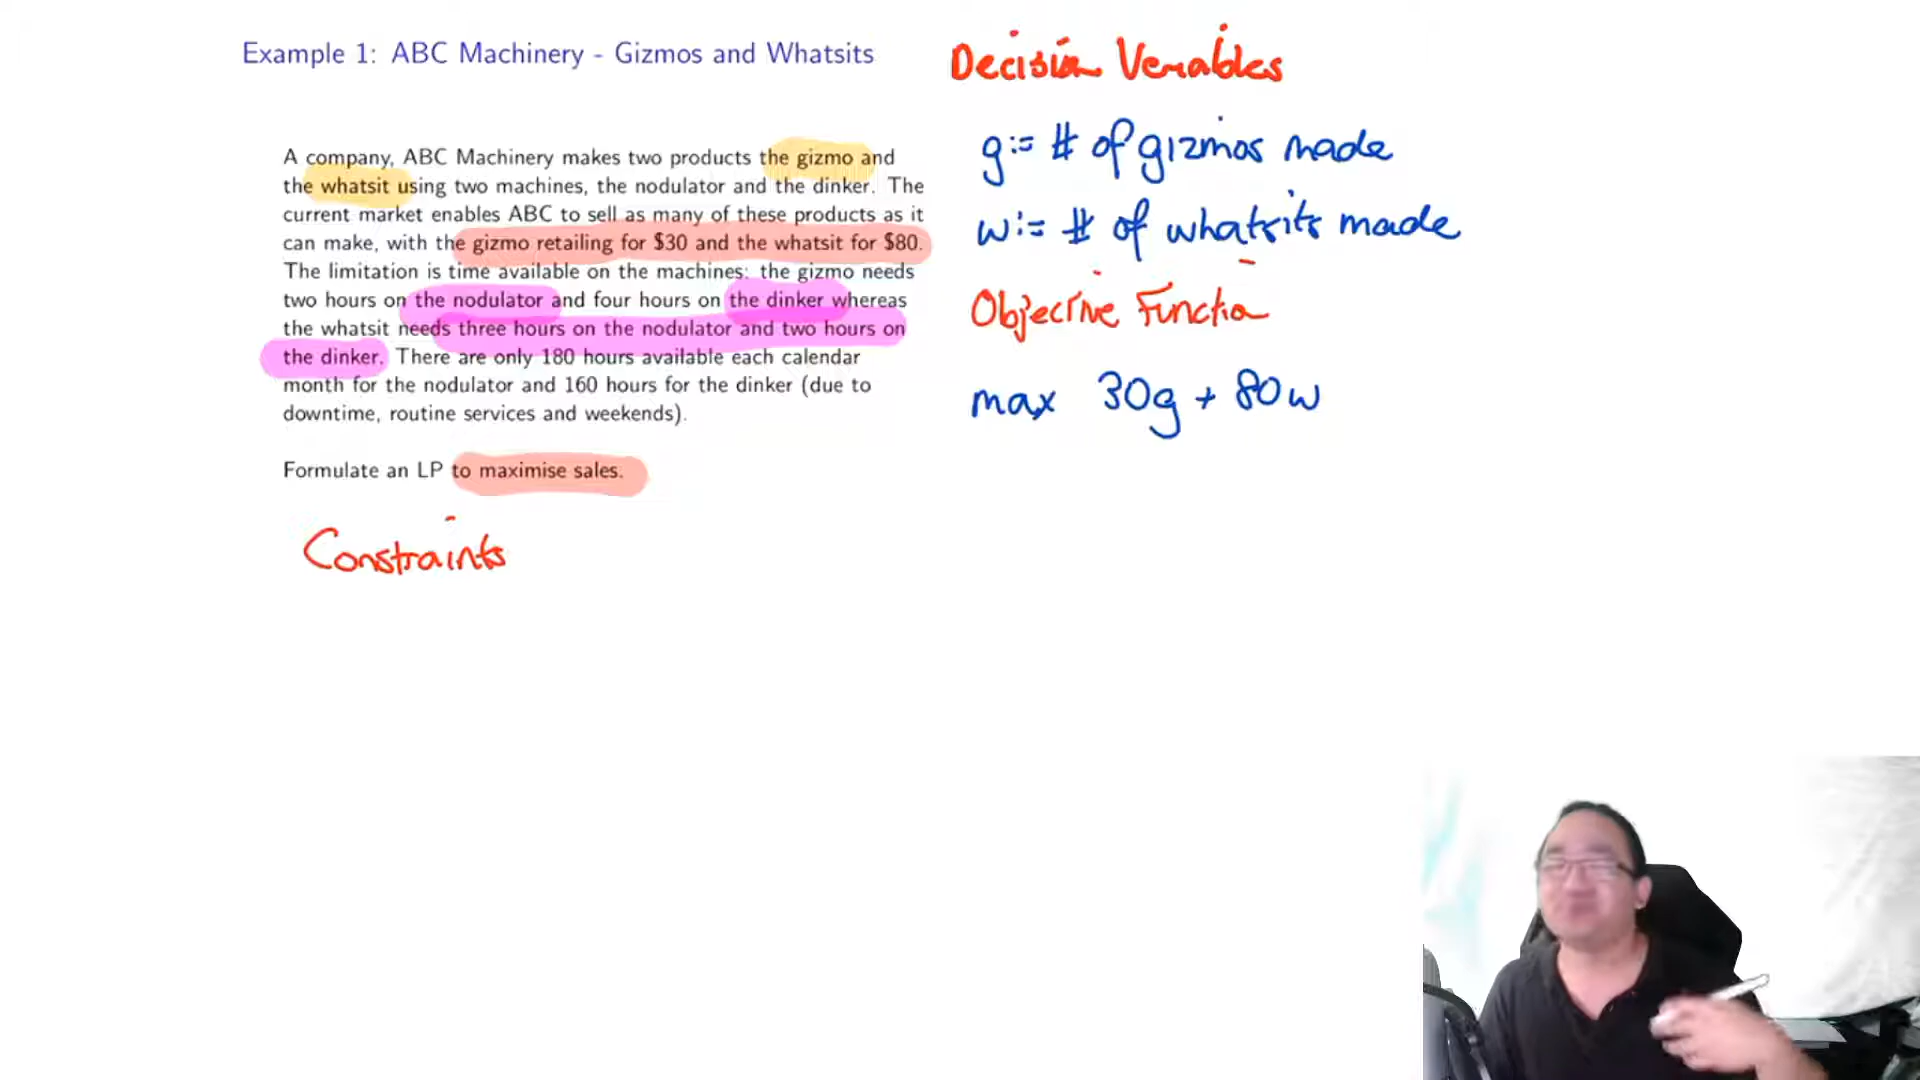 Example 1: ABC Machinery - Gizmos and Whatsits
A company, ABC Machinery makes two products the gizmo and
the whatsit using two machines, the nodulator and the dinker. The
current market enables ABC to sell as many of these products as it
can make, with the gizmo retailing for $30 and the whatsit for $80.
The limitation is time available on the machines: the gizmo needs
two hours on the nodulator and four hours on the dinker whereas
the whatsit needs three hours on the nodulator and two hours on
the dinker. There are only 180 hours available each calendar
month for the nodulator and 160 hours for the dinker (due to
downtime, routine services and weekends).
Formulate an LP to maximise sales.
Constraints
Decision Variables
g := # of gizmos made
w := # of whatsits made
Objective Function
max 30g + 80w